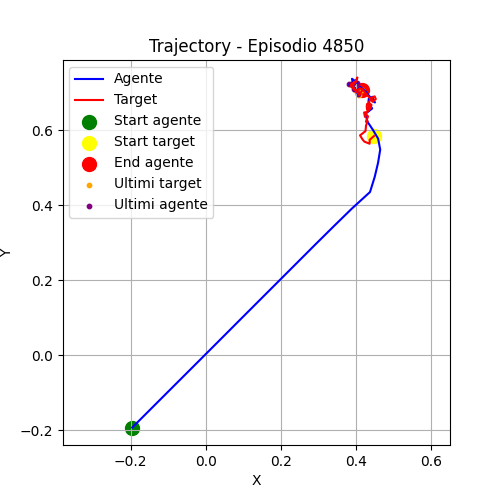 Trajectory - Episodio 4850
Agente
Target
Start agente
Start target
End agente
Ultimi target
Ultimi agente
Y
0.6
0.4
0.2
0.0
−0.2
−0.2
0.0
0.2
0.4
0.6
X